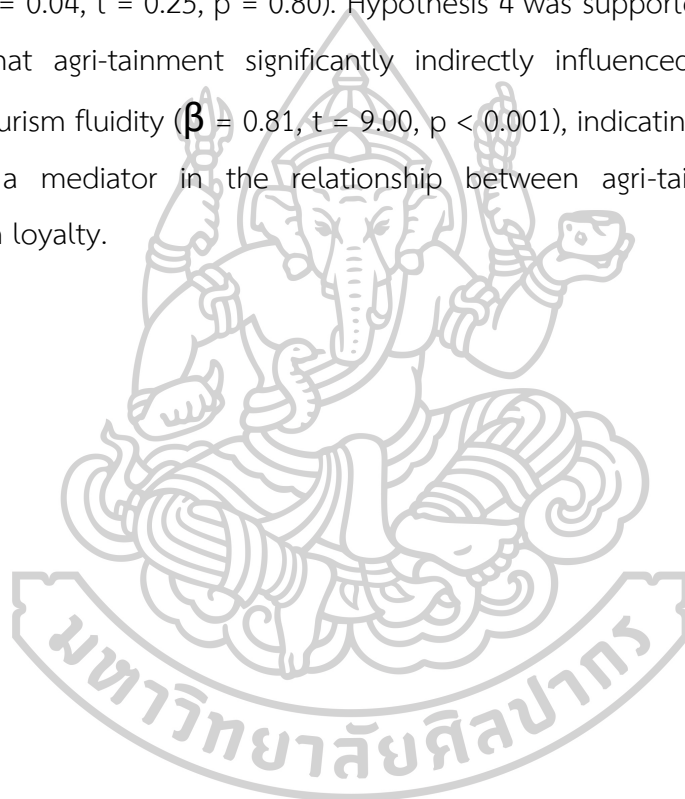 = 0.04, t = 0.25, p = 0.80). Hypothesis 4 was supporte
hat agri-tainment significantly indirectly influenced
urism fluidity (β = 0.81, t = 9.00, p < 0.001), indicatin
a mediator in the relationship between agri-tai
loyalty.
มหาวิทยาลัยศิลปากร